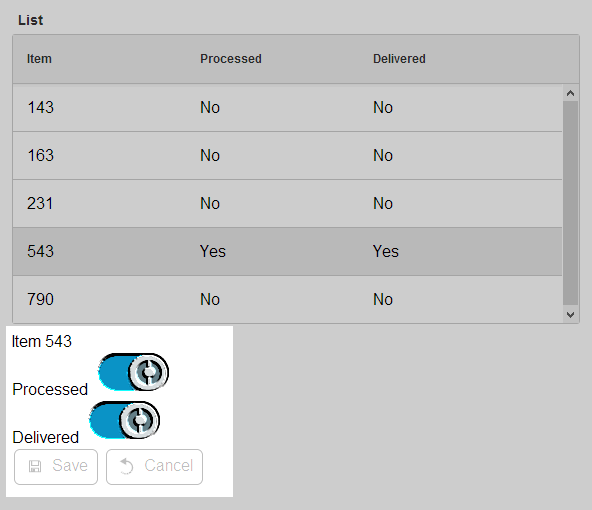 List
Item Processed Delivered
143 No No
163 No No
231 No No
543 Yes Yes
790 No No
Item 543
Processed
Delivered
Save Cancel